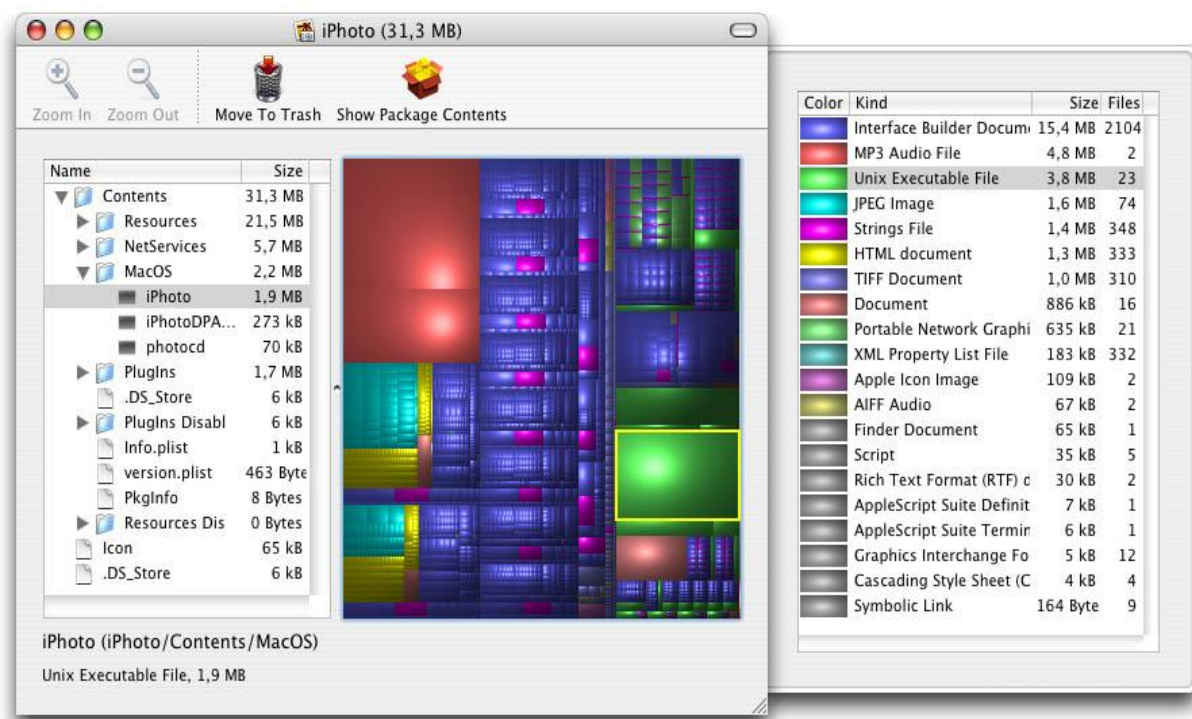 iPhoto (31,3 MB)
Zoom In Zoom Out Move To Trash Show Package Contents
Name Size
Contents 31,3 MB
Resources 21,5 MB
NetServices 5,7 MB
MacOS 2,2 MB
iPhoto 1,9 MB
iPhotoDPA... 273 kB
photocd 70 kB
PlugIns 1,7 MB
.DS_Store 6 kB
PlugIns Disabl 6 kB
Info.plist 1 kB
version.plist 463 Byte
PkgInfo 8 Bytes
Resources Dis 0 Bytes
Icon 65 kB
.DS_Store 6 kB
iPhoto (iPhoto/Contents/MacOS)
Unix Executable File, 1,9 MB
Color Kind Size Files
Interface Builder Docum 15,4 MB 2104
MP3 Audio File 4,8 MB 2
Unix Executable File 3,8 MB 23
JPEG Image 1,6 MB 74
Strings File 1,4 MB 348
HTML document 1,3 MB 333
TIFF Document 1,0 MB 310
Document 886 kB 16
Portable Network Graphi 635 kB 21
XML Property List File 183 kB 332
Apple Icon Image 109 kB 2
AIFF Audio 67 kB 2
Finder Document 65 kB 1
Script 35 kB 5
Rich Text Format (RTF) d 30 kB 2
AppleScript Suite Definit 7 kB 1
AppleScript Suite Termin 6 kB 1
Graphics Interchange Fo 5 kB 12
Cascading Style Sheet (C 4 kB 4
Symbolic Link 164 Byte 9